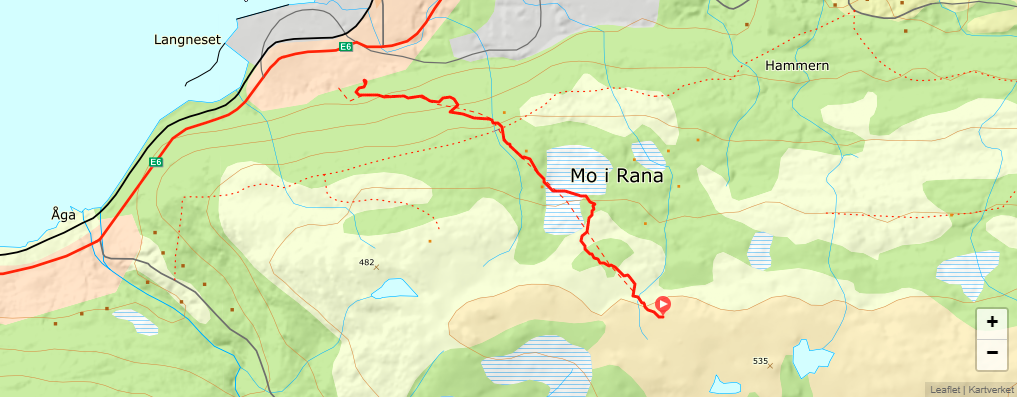 Langneset
E6
Hammern
E6
Mo i Rana
Åga
482
535
+
−
Leaflet | Kartverket